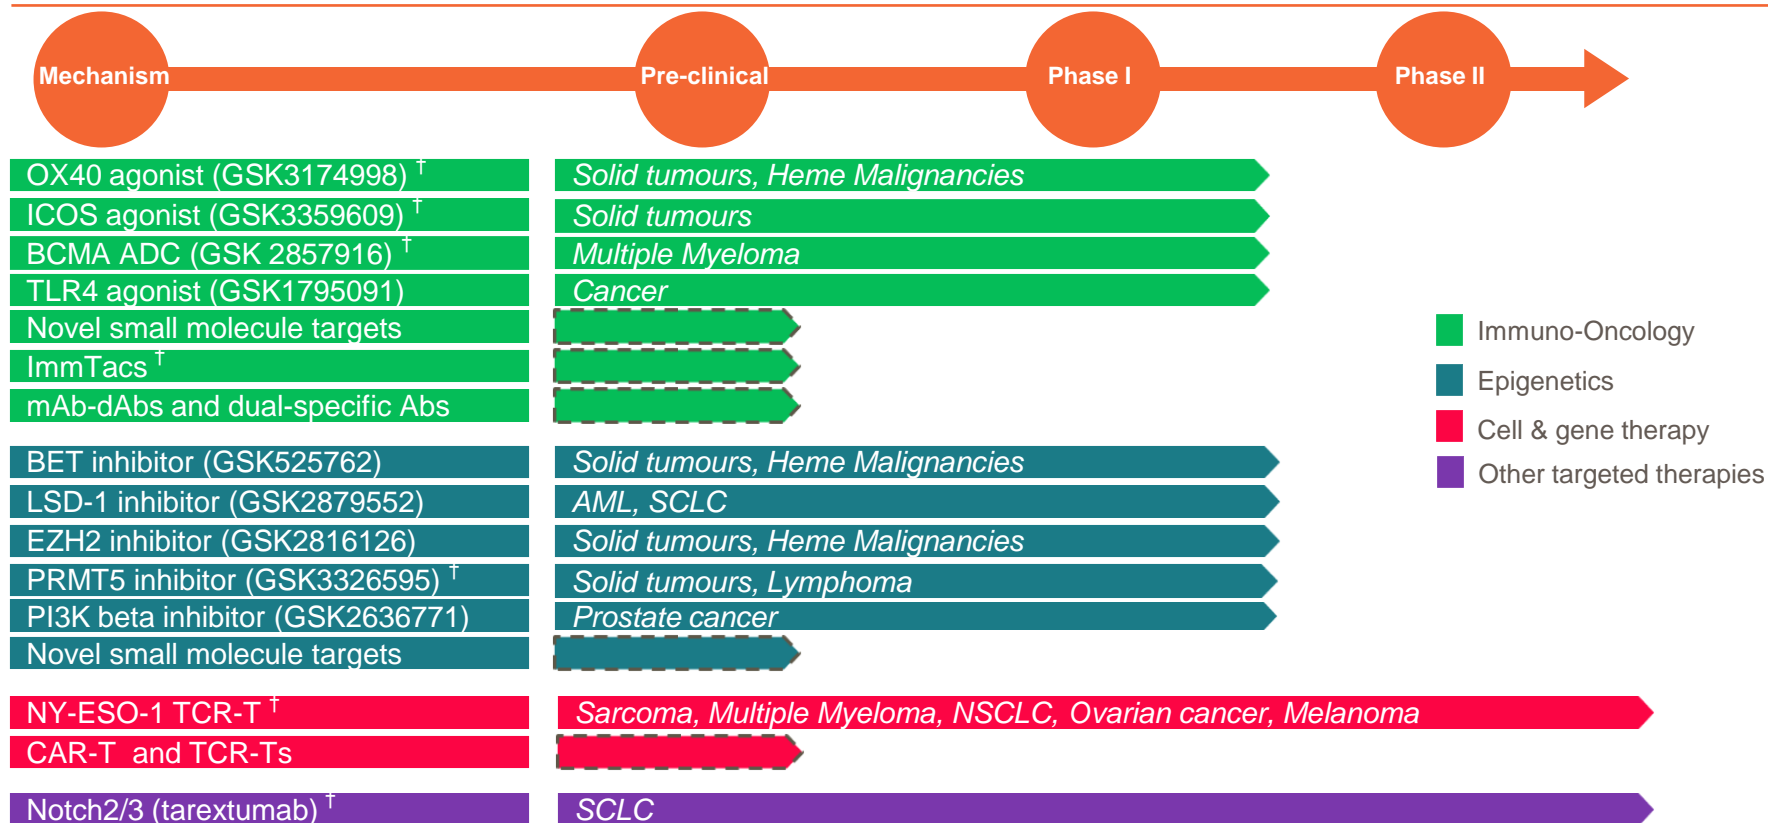 Mechanism Pre-clinical Phase I Phase II
OX40 agonist (GSK3174998) † Solid tumours, Heme Malignancies
ICOS agonist (GSK3359609) † Solid tumours
BCMA ADC (GSK 2857916) † Multiple Myeloma
TLR4 agonist (GSK1795091) Cancer
Novel small molecule targets
ImmTacs †
mAb-dAbs and dual-specific Abs
BET inhibitor (GSK525762) Solid tumours, Heme Malignancies
LSD-1 inhibitor (GSK2879552) AML, SCLC
EZH2 inhibitor (GSK2816126) Solid tumours, Heme Malignancies
PRMT5 inhibitor (GSK3326595) † Solid tumours, Lymphoma
PI3K beta inhibitor (GSK2636771) Prostate cancer
Novel small molecule targets
NY-ESO-1 TCR-T † Sarcoma, Multiple Myeloma, NSCLC, Ovarian cancer, Melanoma
CAR-T and TCR-Ts
Notch2/3 (tarextumab) † SCLC
Immuno-Oncology
Epigenetics
Cell & gene therapy
Other targeted therapies